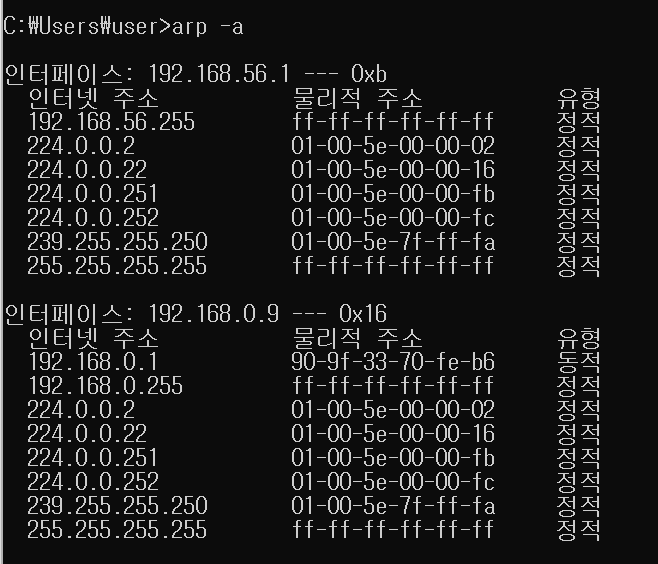 C:₩Users₩user>arp -a
인터페이스: 192.168.56.1 --- 0xb
인터넷 주소 물리적 주소 유형
192.168.56.255 ff-ff-ff-ff-ff-ff 정적
224.0.0.2 01-00-5e-00-00-02 정적
224.0.0.22 01-00-5e-00-00-16 정적
224.0.0.251 01-00-5e-00-00-fb 정적
224.0.0.252 01-00-5e-00-00-fc 정적
239.255.255.250 01-00-5e-7f-ff-fa 정적
255.255.255.255 ff-ff-ff-ff-ff-ff 정적
인터페이스: 192.168.0.9 --- 0x16
인터넷 주소 물리적 주소 유형
192.168.0.1 90-9f-33-70-fe-b6 동적
192.168.0.255 ff-ff-ff-ff-ff-ff 정적
224.0.0.2 01-00-5e-00-00-02 정적
224.0.0.22 01-00-5e-00-00-16 정적
224.0.0.251 01-00-5e-00-00-fb 정적
224.0.0.252 01-00-5e-00-00-fc 정적
239.255.255.250 01-00-5e-7f-ff-fa 정적
255.255.255.255 ff-ff-ff-ff-ff-ff 정적